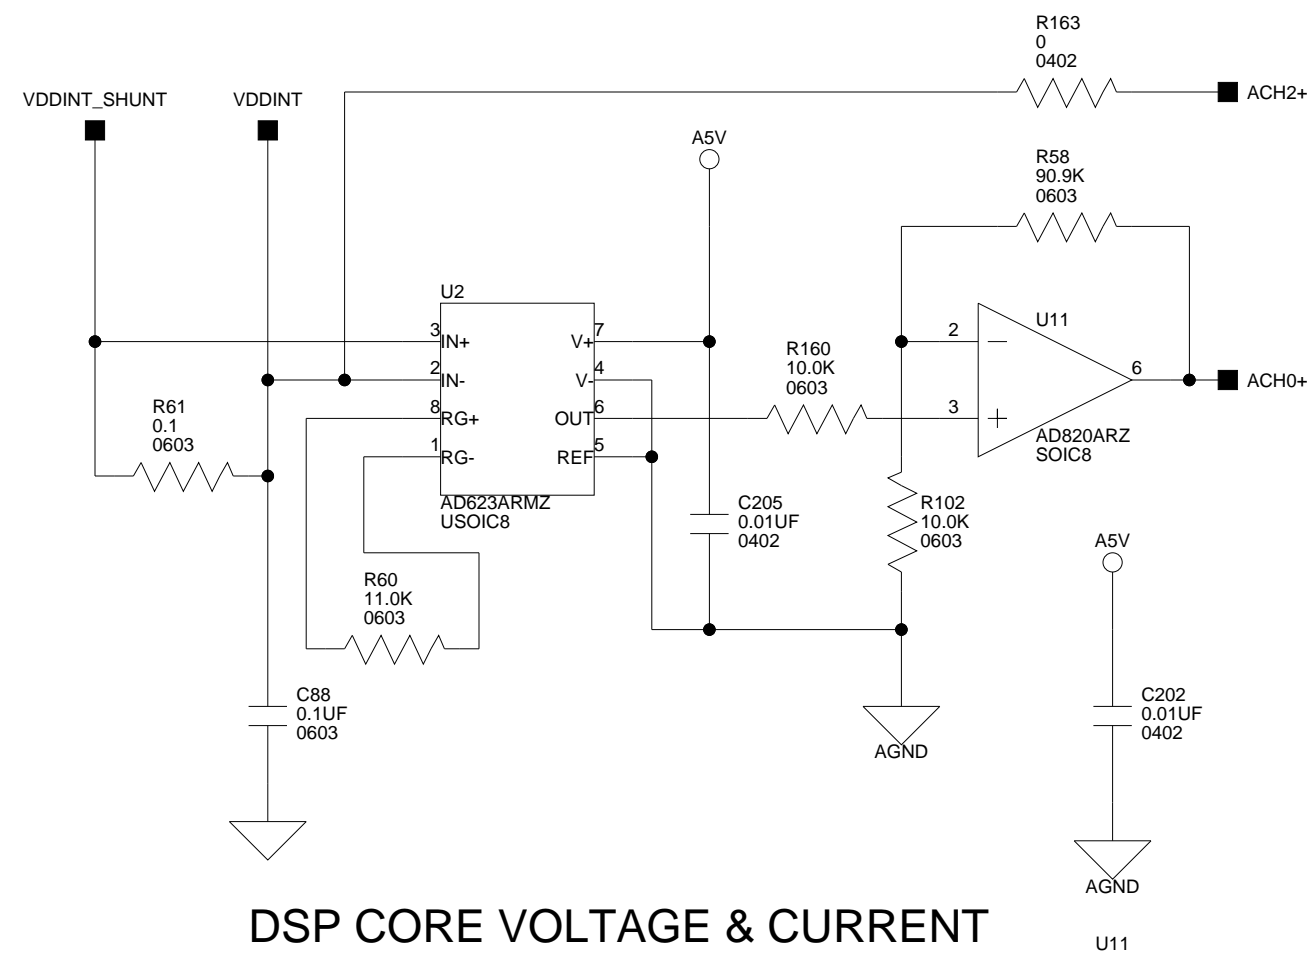 R163
0
0402
ACH2+
VDDINT_SHUNT
VDDINT
A5V
R58
90.9K
0603
U2
3
IN+
2
IN-
8
RG+
1
RG-
V+
7
V-
4
OUT
6
REF
5
AD623ARMZ
USOIC8
R61
0.1
0603
R160
10.0K
0603
U11
2
3
6
ACH0+
AD820ARZ
SOIC8
C205
0.01UF
0402
R102
10.0K
0603
R60
11.0K
0603
A5V
C88
0.1UF
0603
AGND
C202
0.01UF
0402
AGND
DSP CORE VOLTAGE & CURRENT
U11